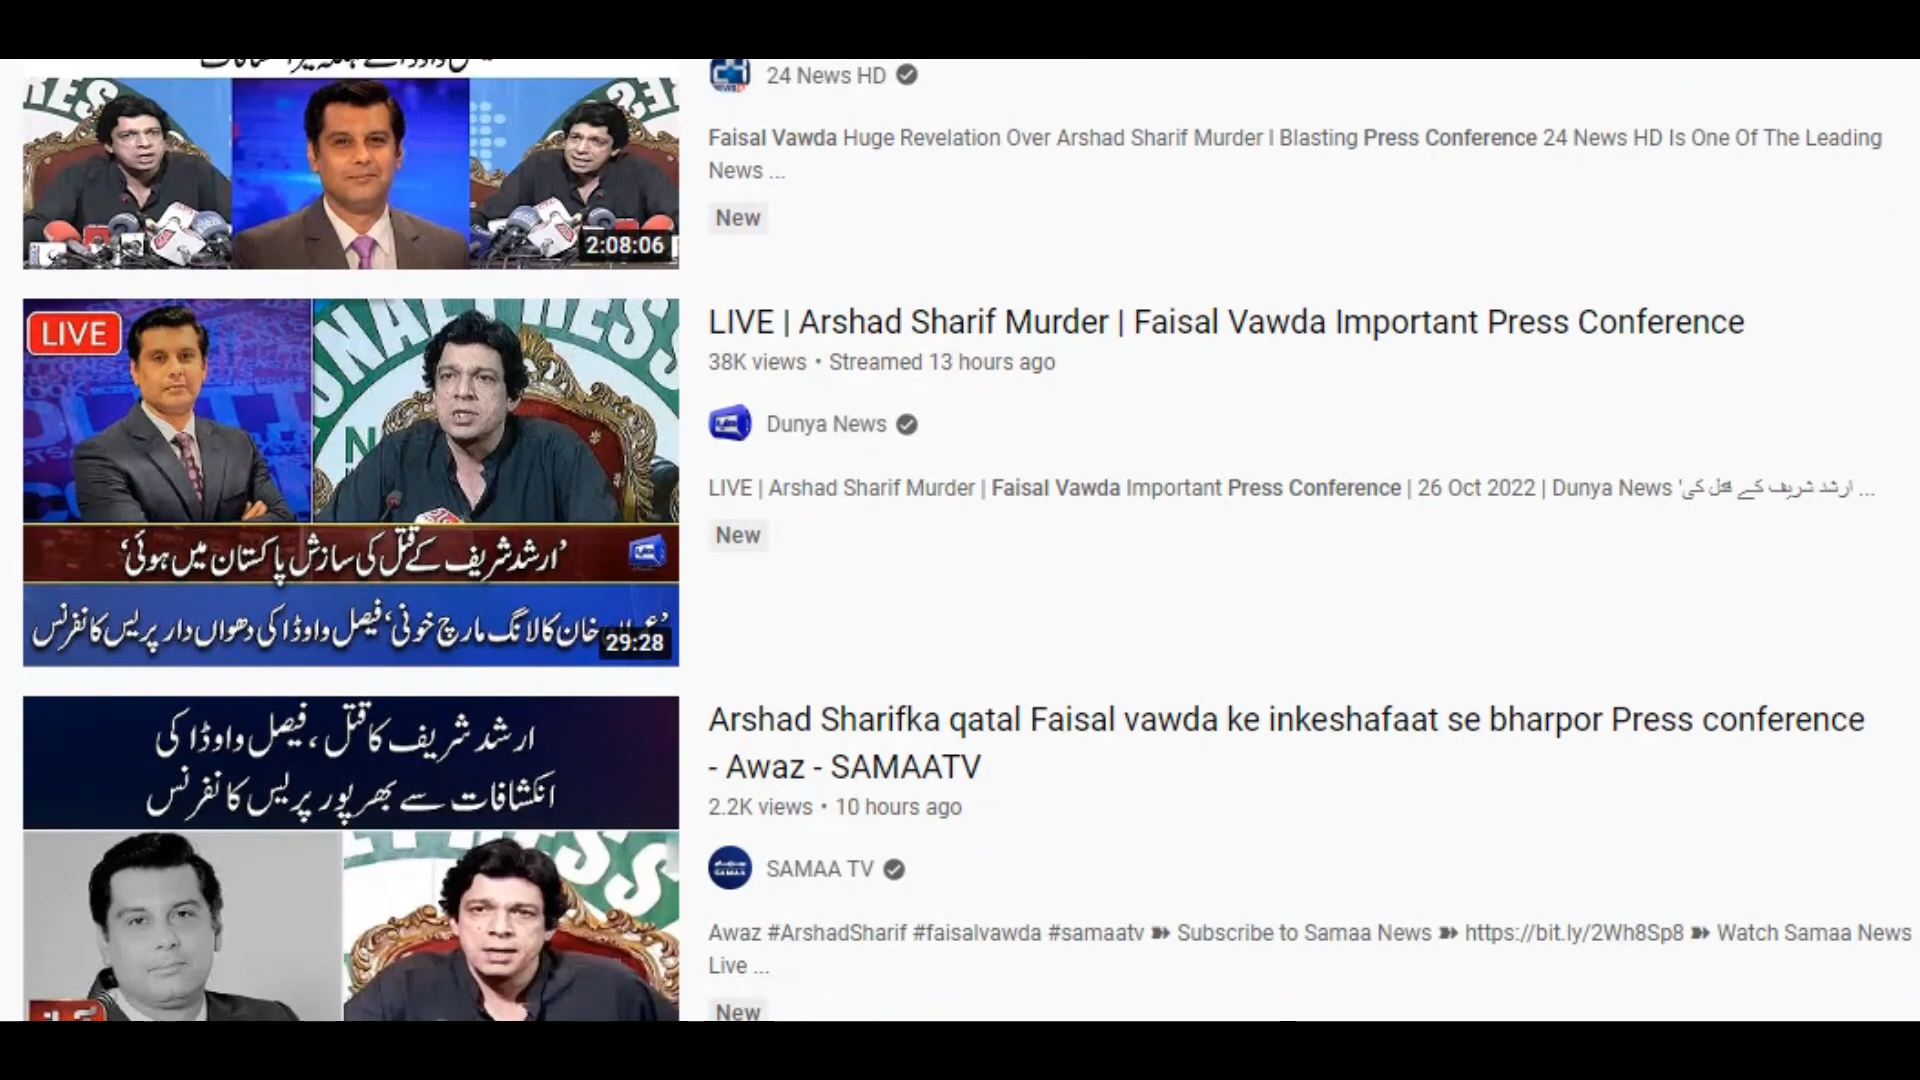 24 News HD
Faisal Vawda Huge Revelation Over Arshad Sharif Murder I Blasting Press Conference 24 News HD Is One Of The Leading
News ...
New
2:08:06
LIVE
LIVE | Arshad Sharif Murder | Faisal Vawda Important Press Conference
38K views • Streamed 13 hours ago
Dunya News
LIVE | Arshad Sharif Murder | Faisal Vawda Important Press Conference | 26 Oct 2022 | Dunya News 'ارشد شریف کے قتل کی ...
New
’ارشد شریف کے قتل کی سازش پاکستان میں ہوئی‘
خان کا لانگ مارچ خونی‘ فیصل واوڈا کی دھواں دار پریس کانفرنس
29:28
ارشد شریف کا قتل، فیصل واوڈا کی
انکشافات سے بھرپور پریس کانفرنس
Arshad Sharifka qatal Faisal vawda ke inkeshafaat se bharpor Press conference
- Awaz - SAMAATV
2.2K views • 10 hours ago
SAMAA TV
Awaz #ArshadSharif #faisalvawda #samaatv ➽ Subscribe to Samaa News ➽ https://bit.ly/2Wh8Sp8 ➽ Watch Samaa News
Live ...
New